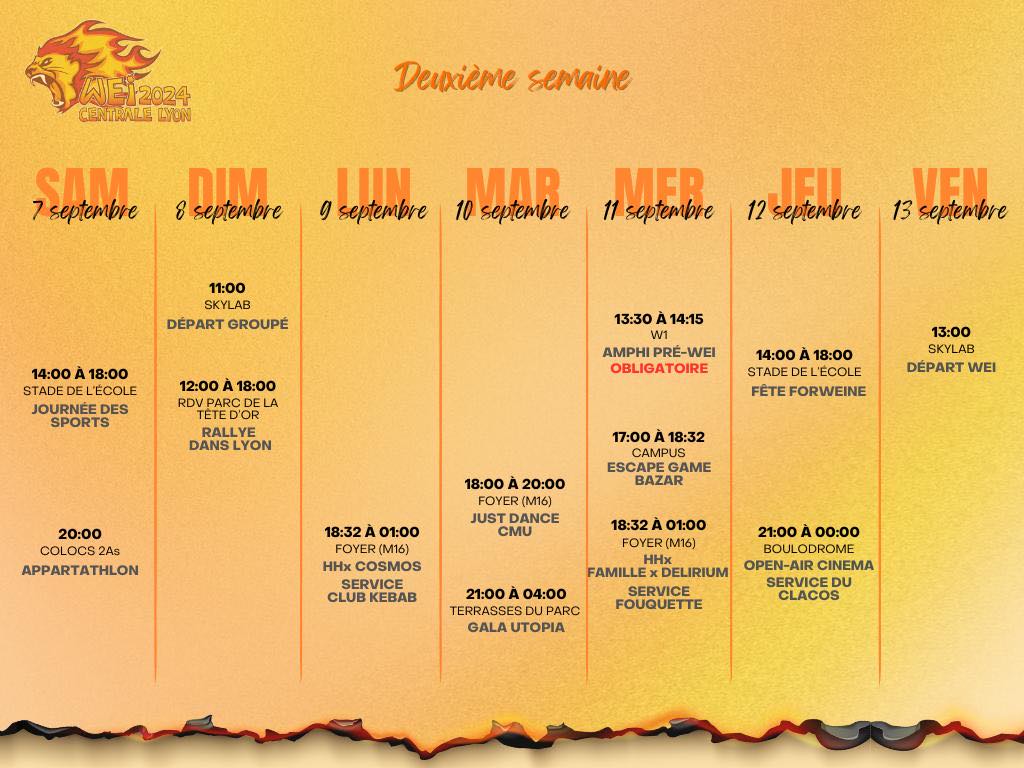 WEI 2024
CENTRALE LYON
Deuxième semaine
SAM
7 septembre
14:00 À 18:00
STADE DE L'ÉCOLE
JOURNÉE DES
SPORTS
20:00
COLOCS 2As
APPARTATHLON
DIM
8 septembre
11:00
SKYLAB
DÉPART GROUPÉ
12:00 À 18:00
RDV PARC DE LA
TÊTE D'OR
RALLYE
DANS LYON
LUN
9 septembre
18:32 À 01:00
FOYER (M16)
HHx COSMOS
SERVICE
CLUB KEBAB
MAR
10 septembre
18:00 À 20:00
FOYER (M16)
JUST DANCE
CMU
21:00 À 04:00
TERRASSES DU PARC
GALA UTOPIA
MER
11 septembre
13:30 À 14:15
W1
AMPHI PRÉ-WEI
OBLIGATOIRE
17:00 À 18:32
CAMPUS
ESCAPE GAME
BAZAR
18:32 À 01:00
FOYER (M16)
HHx
FAMILLE x DELIRIUM
SERVICE
FOUQUETTE
JEU
12 septembre
14:00 À 18:00
STADE DE L'ÉCOLE
FÊTE FORWEINE
21:00 À 00:00
BOULODROME
OPEN-AIR CINEMA
SERVICE DU
CLACOS
VEN
13 septembre
13:00
SKYLAB
DÉPART WEI